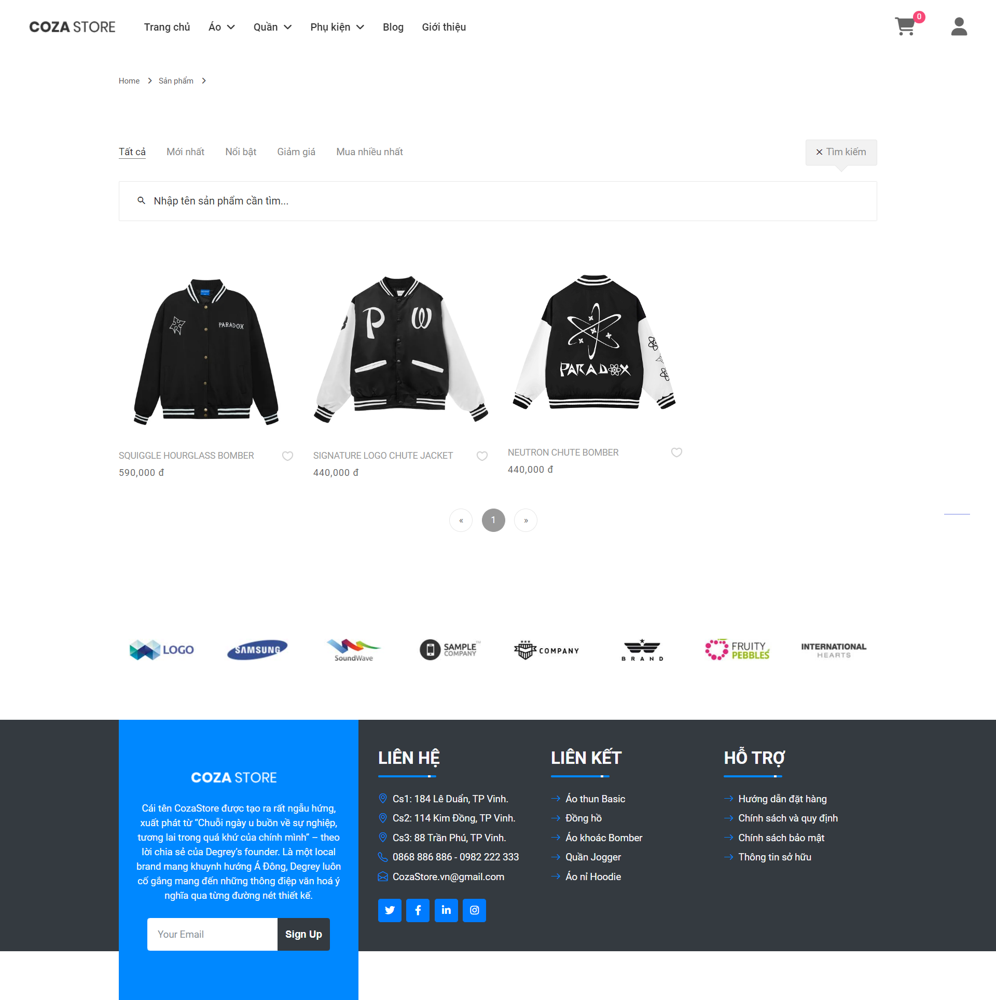 COZA STORE
Trang chủ
Áo
Quần
Phụ kiện
Blog
Giới thiệu
0
Home
Sản phẩm
Tất cả
Mới nhất
Nổi bật
Giảm giá
Mua nhiều nhất
Tìm kiếm
Nhập tên sản phẩm cần tìm...
PARADOX
P W
PARADOX
SQUIGGLE HOURGLASS BOMBER
590,000 đ
SIGNATURE LOGO CHUTE JACKET
440,000 đ
NEUTRON CHUTE BOMBER
440,000 đ
« 1 »
LOGO
SAMSUNG
SoundWave
SAMPLE™
COMPANY
COMPANY
BRAND
FRUITY
PEBBLES
INTERNATIONAL
HEARTS
COZA STORE
Cái tên CozaStore được tạo ra rất ngẫu hứng,
xuất phát từ “Chuỗi ngày u buồn về sự nghiệp,
tương lai trong quá khứ của chính mình” – theo
lời chia sẻ của Degrey’s founder. Là một local
brand mang khuynh hướng Á Đông, Degrey luôn
cố gắng mang đến những thông điệp văn hoá ý
nghĩa qua từng đường nét thiết kế.
Your Email
Sign Up
LIÊN HỆ
Cs1: 184 Lê Duẩn, TP Vinh.
Cs2: 114 Kim Đồng, TP Vinh.
Cs3: 88 Trần Phú, TP Vinh.
0868 886 886 - 0982 222 333
CozaStore.vn@gmail.com
LIÊN KẾT
Áo thun Basic
Đồng hồ
Áo khoác Bomber
Quần Jogger
Áo nỉ Hoodie
HỖ TRỢ
Hướng dẫn đặt hàng
Chính sách và quy định
Chính sách bảo mật
Thông tin sở hữu